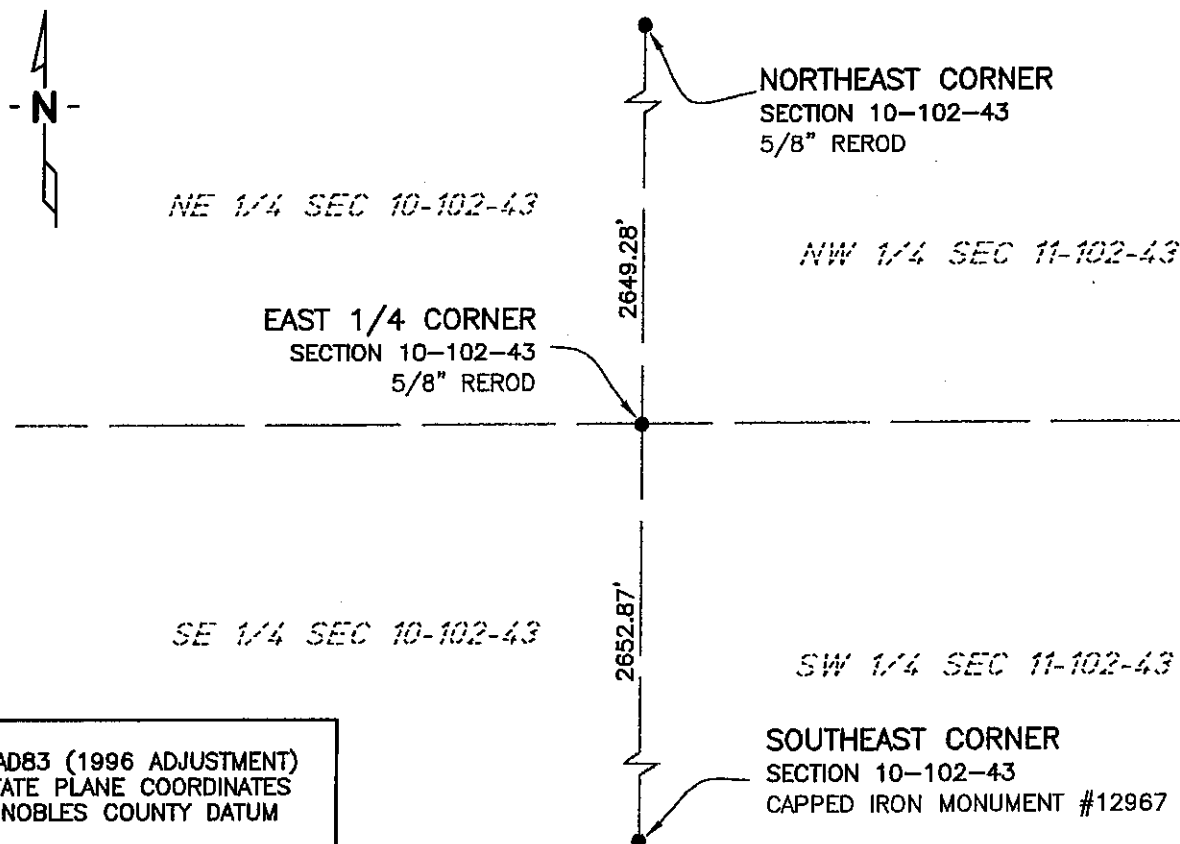 N
NORTHEAST CORNER
SECTION 10-102-43
5/8" REROD
NE 1/4 SEC 10-102-43
NW 1/4 SEC 11-102-43
2649.28'
EAST 1/4 CORNER
SECTION 10-102-43
5/8" REROD
2652.87'
SE 1/4 SEC 10-102-43
SW 1/4 SEC 11-102-43
AD83 (1996 ADJUSTMENT)
TATE PLANE COORDINATES
NOBLES COUNTY DATUM
SOUTHEAST CORNER
SECTION 10-102-43
CAPPED IRON MONUMENT #12967